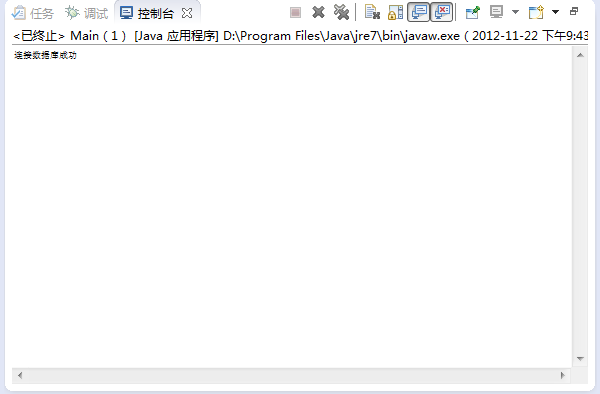 任务 调试 控制台
<已终止> Main ( 1 ) [Java 应用程序] D:\Program Files\Java\jre7\bin\javaw.exe ( 2012-11-22 下午9:43
连接数据库成功